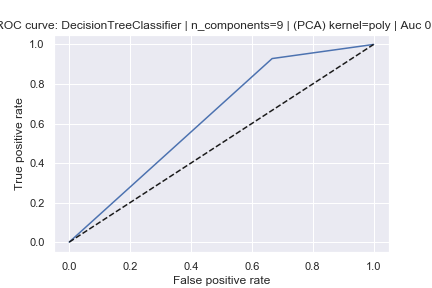 ROC curve: DecisionTreeClassifier | n_components=9 | (PCA) kernel=poly | Auc 0
1.0
0.8
0.6
0.4
0.2
0.0
True positive rate
0.0 0.2 0.4 0.6 0.8 1.0
False positive rate